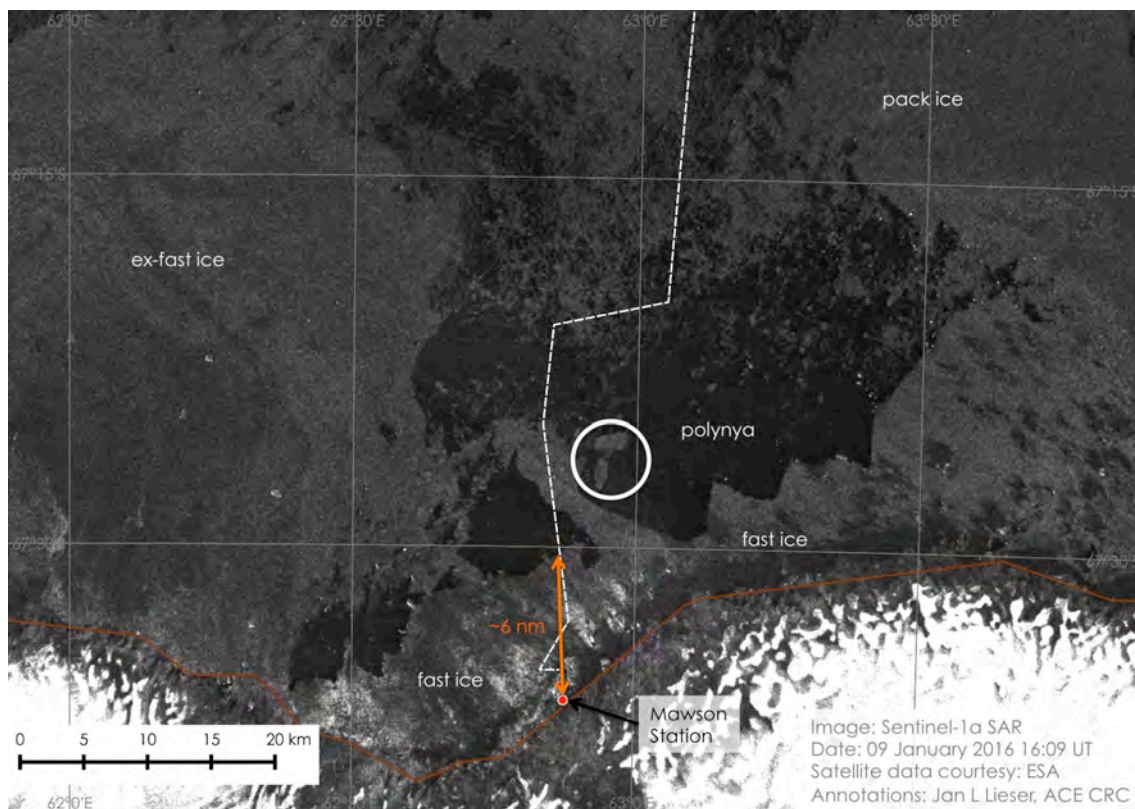 62°0'E
62°30'E
63°0'E
63°30'E
pack ice
67°15'S
67°15'S
ex-fast ice
polynya
fast ice
67°30'S
67°30'S
~6 nm
fast ice
Mawson
Station
0 5 10 15 20 km
Image: Sentinel-1a SAR
Date: 09 January 2016 16:09 UT
Satellite data courtesy: ESA
Annotations: Jan L Lieser, ACE CRC
62°0'E
63°0'E